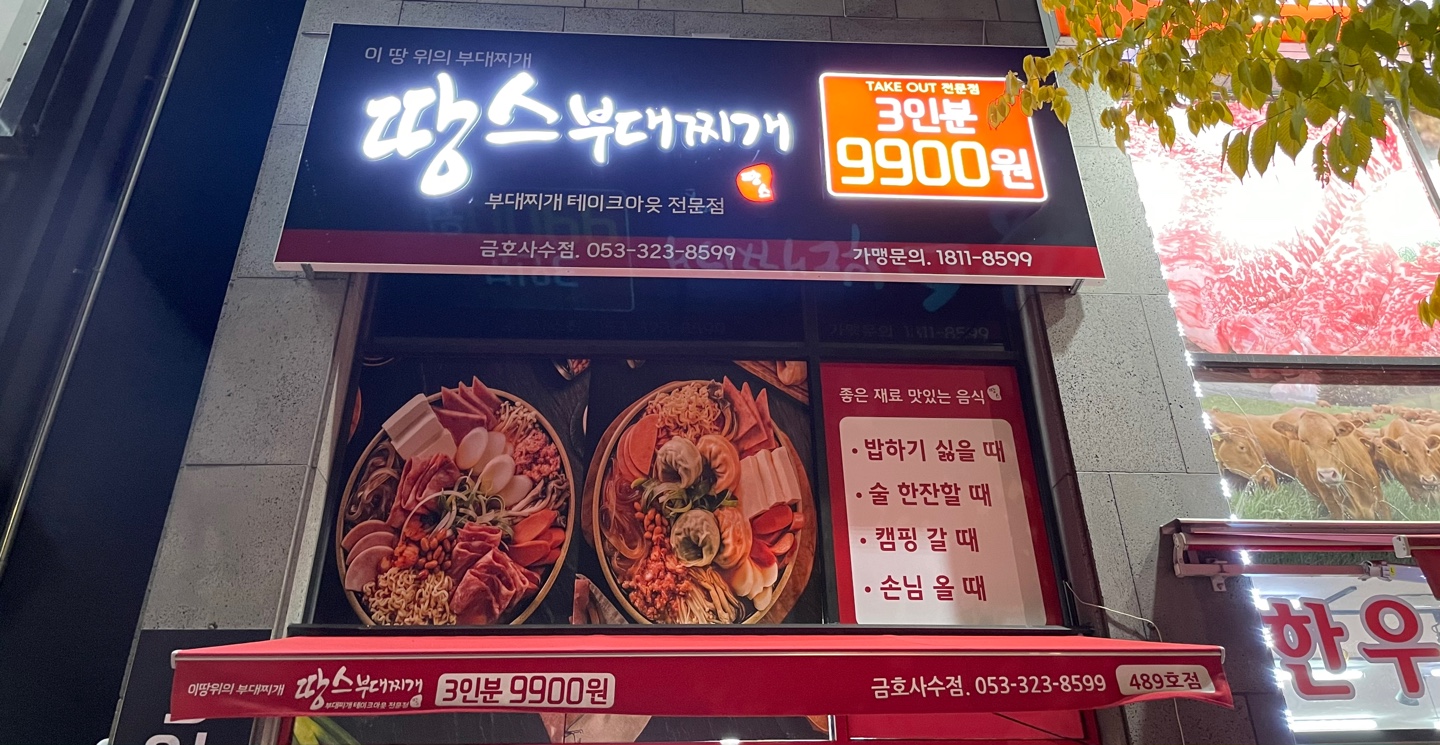 이 땅 위의 부대찌개
땅스부대찌개
땅스
부대찌개 테이크아웃 전문점
TAKE OUT 전문점
3인분
9900원
금호사수점. 053-323-8599
가맹문의. 1811-8599
좋은 재료 맛있는 음식
• 밥하기 싫을 때
• 술 한잔할 때
• 캠핑 갈 때
• 손님 올 때
이땅위의 부대찌개
땅스부대찌개
부대찌개 테이크아웃 전문점
3인분 9900원
금호사수점. 053-323-8599
489호점
한우